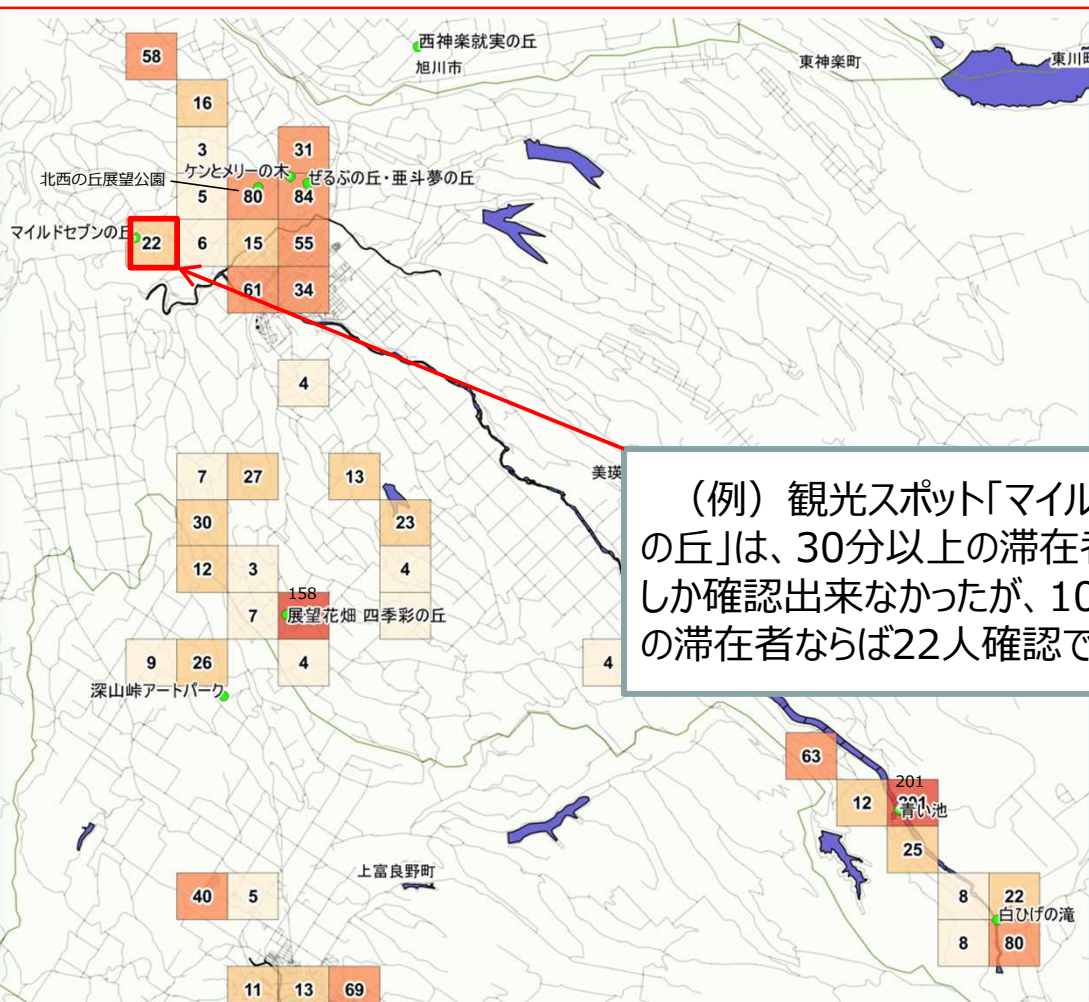 西神楽就実の丘
58
旭川市
東神楽町
東川町
16
3
31
ケンとメリーの木
ぜるぶの丘・亜斗夢の丘
北西の丘展望公園
5
80
84
マイルドセブンの丘
22
6
15
55
61
34
4
美瑛
7
27
13
(例)観光スポット「マイル
の丘」は、30分以上の滞在者
しか確認出来なかったが、10
の滞在者ならば22人確認で
30
23
12
3
4
158
7
展望花畑 四季彩の丘
9
26
4
4
深山峠アートパーク
63
201
12
201
青い池
25
上富良野町
40
5
8
22
白ひげの滝
8
80
11
13
69